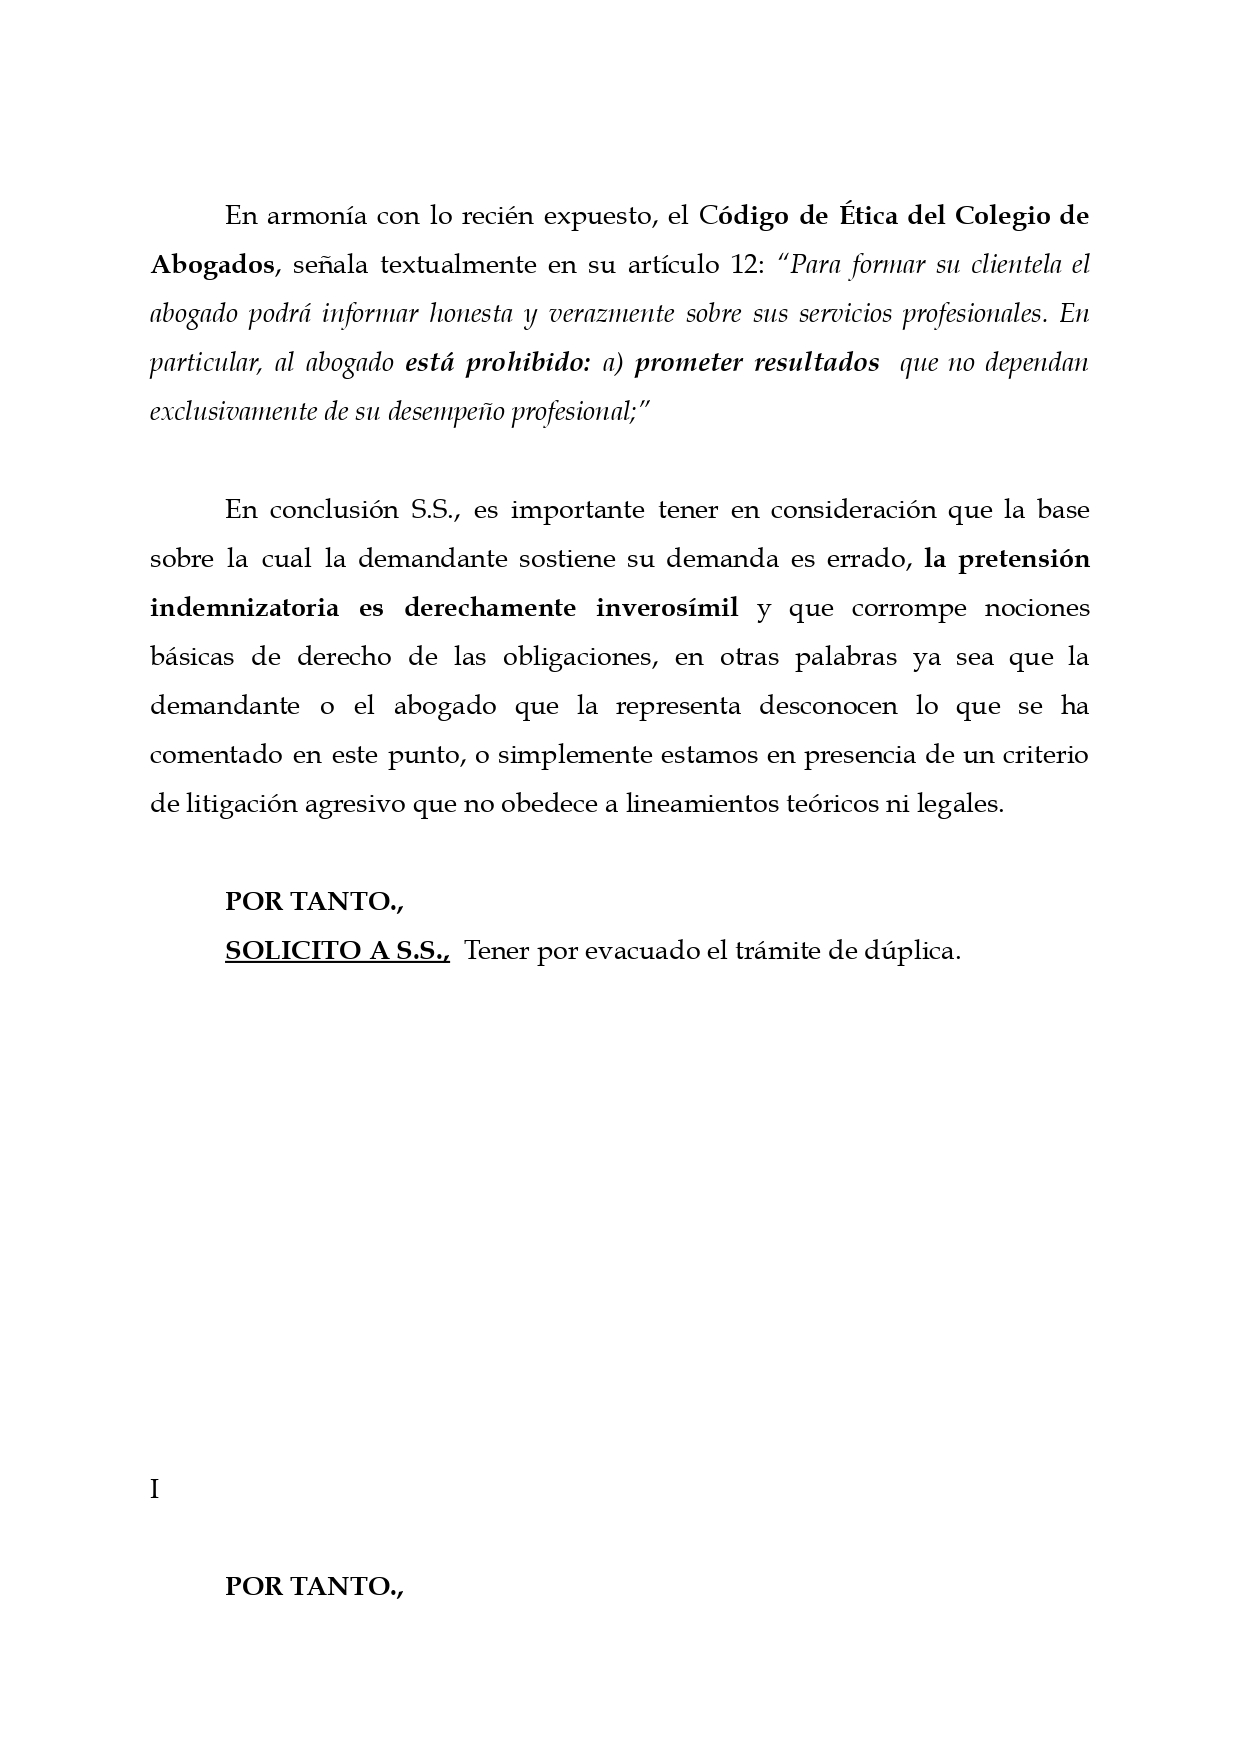 En armonía con lo recién expuesto, el Código de Ética del Colegio de
Abogados, señala textualmente en su artículo 12: “Para formar su clientela el
abogado podrá informar honesta y verazmente sobre sus servicios profesionales. En
particular, al abogado está prohibido: a) prometer resultados que no dependan
exclusivamente de su desempeño profesional;”
En conclusión S.S., es importante tener en consideración que la base
sobre la cual la demandante sostiene su demanda es errado, la pretensión
indemnizatoria es derechamente inverosímil y que corrompe nociones
básicas de derecho de las obligaciones, en otras palabras ya sea que la
demandante o el abogado que la representa desconocen lo que se ha
comentado en este punto, o simplemente estamos en presencia de un criterio
de litigación agresivo que no obedece a lineamientos teóricos ni legales.
POR TANTO.,
SOLICITO A S.S., Tener por evacuado el trámite de dúplica.
I
POR TANTO.,